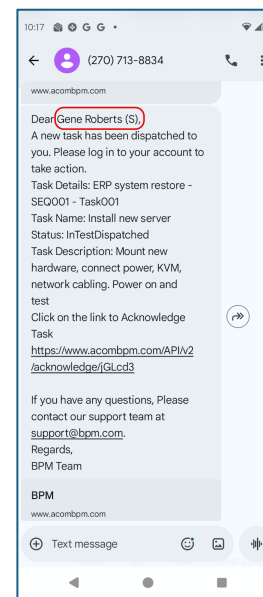 10:17 G G •
(270) 713-8834
www.acombpm.com
Dear Gene Roberts (S),
A new task has been dispatched to
you. Please log in to your account to
take action.
Task Details: ERP system restore -
SEQ001 - Task001
Task Name: Install new server
Status: InTestDispatched
Task Description: Mount new
hardware, connect power, KVM,
network cabling. Power on and
test
Click on the link to Acknowledge
Task
https://www.acombpm.com/API/v2
/acknowledge/jGLcd3
If you have any questions, Please
contact our support team at
support@bpm.com.
Regards,
BPM Team
BPM
www.acombpm.com
Text message